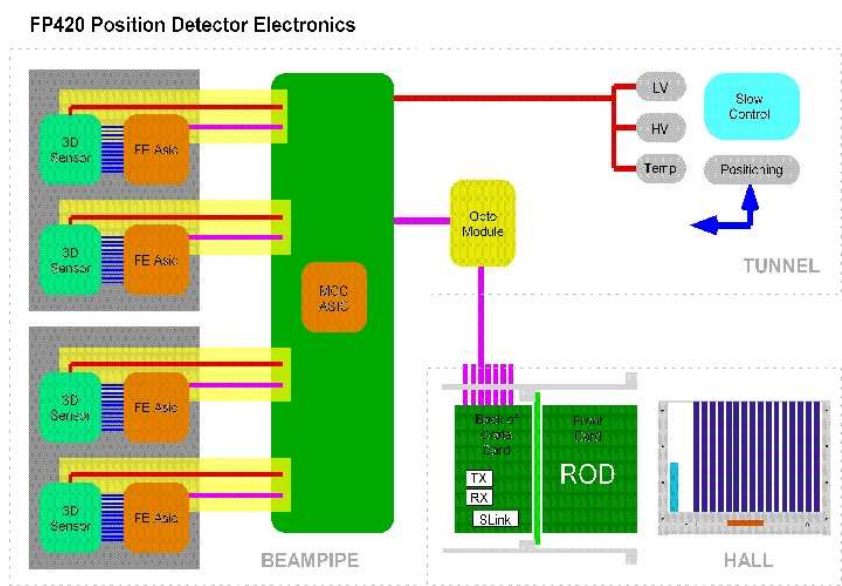 FP420 Position Detector Electronics
3D
Sensor
FE Asic
3D
Sensor
FE Asic
3D
Sensor
FE Asic
3D
Sensor
FE Asic
MCC
ASIC
BEAMPIPE
LV
HV
Temp
Slow
Control
Positioning
Opto
Module
TUNNEL
Back of
Crate
Card
TX
RX
SLink
Front
Card
ROD
HALL